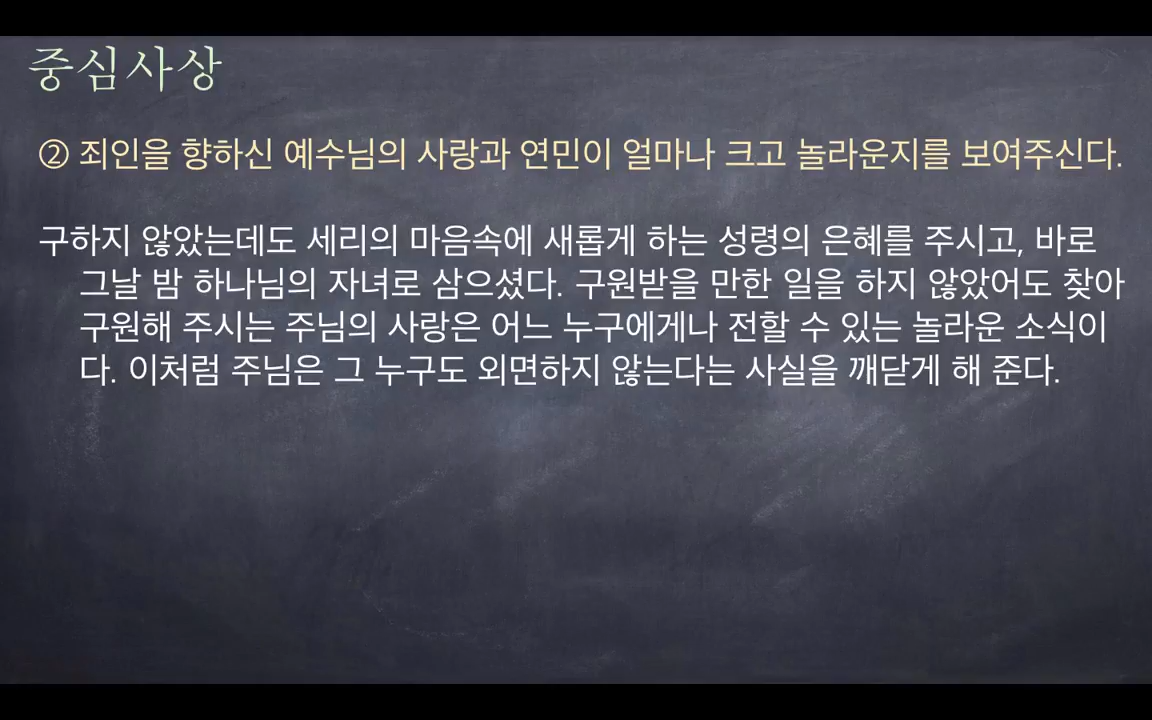 중심사상
② 죄인을 향하신 예수님의 사랑과 연민이 얼마나 크고 놀라운지를 보여주신다.
구하지 않았는데도 세리의 마음속에 새롭게 하는 성령의 은혜를 주시고, 바로
그날 밤 하나님의 자녀로 삼으셨다. 구원받을 만한 일을 하지 않았어도 찾아
구원해 주시는 주님의 사랑은 어느 누구에게나 전할 수 있는 놀라운 소식이
다. 이처럼 주님은 그 누구도 외면하지 않는다는 사실을 깨닫게 해 준다.